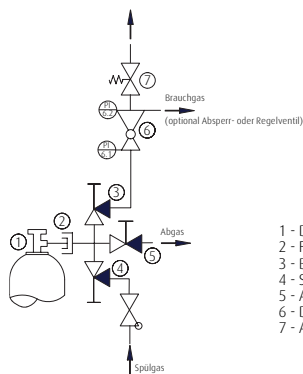 7
PI
6.2
Brauchgas
(optional Absperr- oder Regelventil)
6
PI
6.1
3
2
1
Abgas
5
4
Spülgas
1 - D
2 - F
3 - E
4 - S
5 - A
6 - D
7 - A